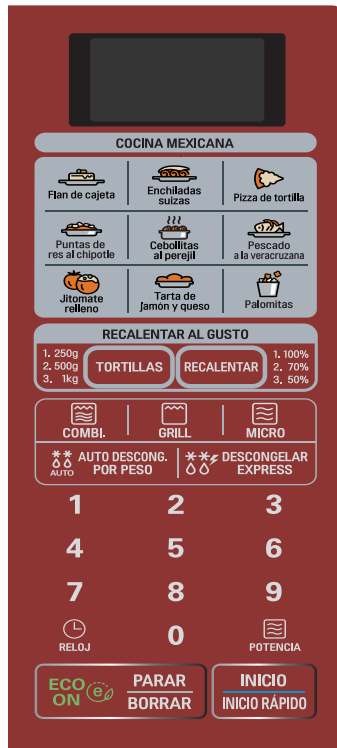 COCINA MEXICANA
Flan de cajeta
Enchiladas
suizas
Pizza de tortilla
Puntas de
res al chipotle
Cebollitas
al perejil
Pescado
a la veracruzana
Jitomate
relleno
Tarta de
Jamón y queso
Palomitas
RECALENTAR AL GUSTO
1. 250g
2. 500g
3. 1kg
TORTILLAS
RECALENTAR
1. 100%
2. 70%
3. 50%
COMBI.
GRILL
MICRO
AUTO
AUTO DESCONG.
POR PESO
DESCONGELAR
EXPRESS
1 2 3
4 5 6
7 8 9
RELOJ
0
POTENCIA
ECO
ON
e
PARAR
BORRAR
INICIO
INICIO RÁPIDO